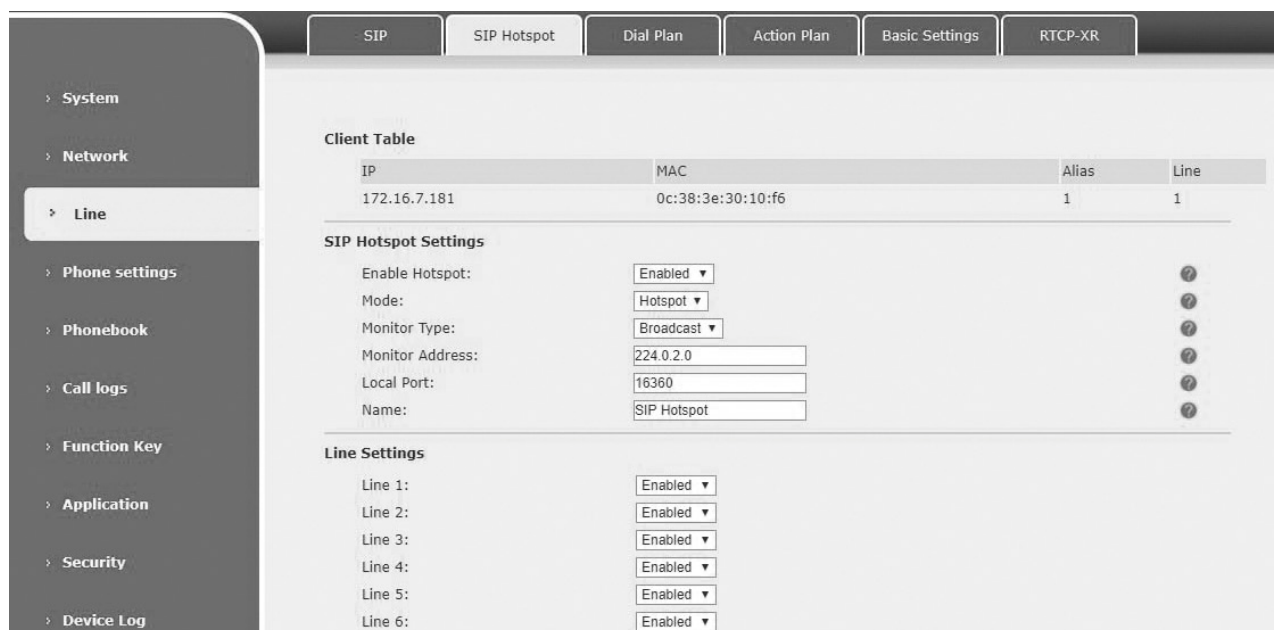 SIP SIP Hotspot Dial Plan Action Plan Basic Settings RTCP-XR
System
Network
Line
Phone settings
Phonebook
Call logs
Function Key
Application
Security
Device Log
Client Table
IP MAC Alias Line
172.16.7.181 0c:38:3e:30:10:f6 1 1
SIP Hotspot Settings
Enable Hotspot: Enabled
Mode: Hotspot
Monitor Type: Broadcast
Monitor Address: 224.0.2.0
Local Port: 16360
Name: SIP Hotspot
Line Settings
Line 1: Enabled
Line 2: Enabled
Line 3: Enabled
Line 4: Enabled
Line 5: Enabled
Line 6: Enabled